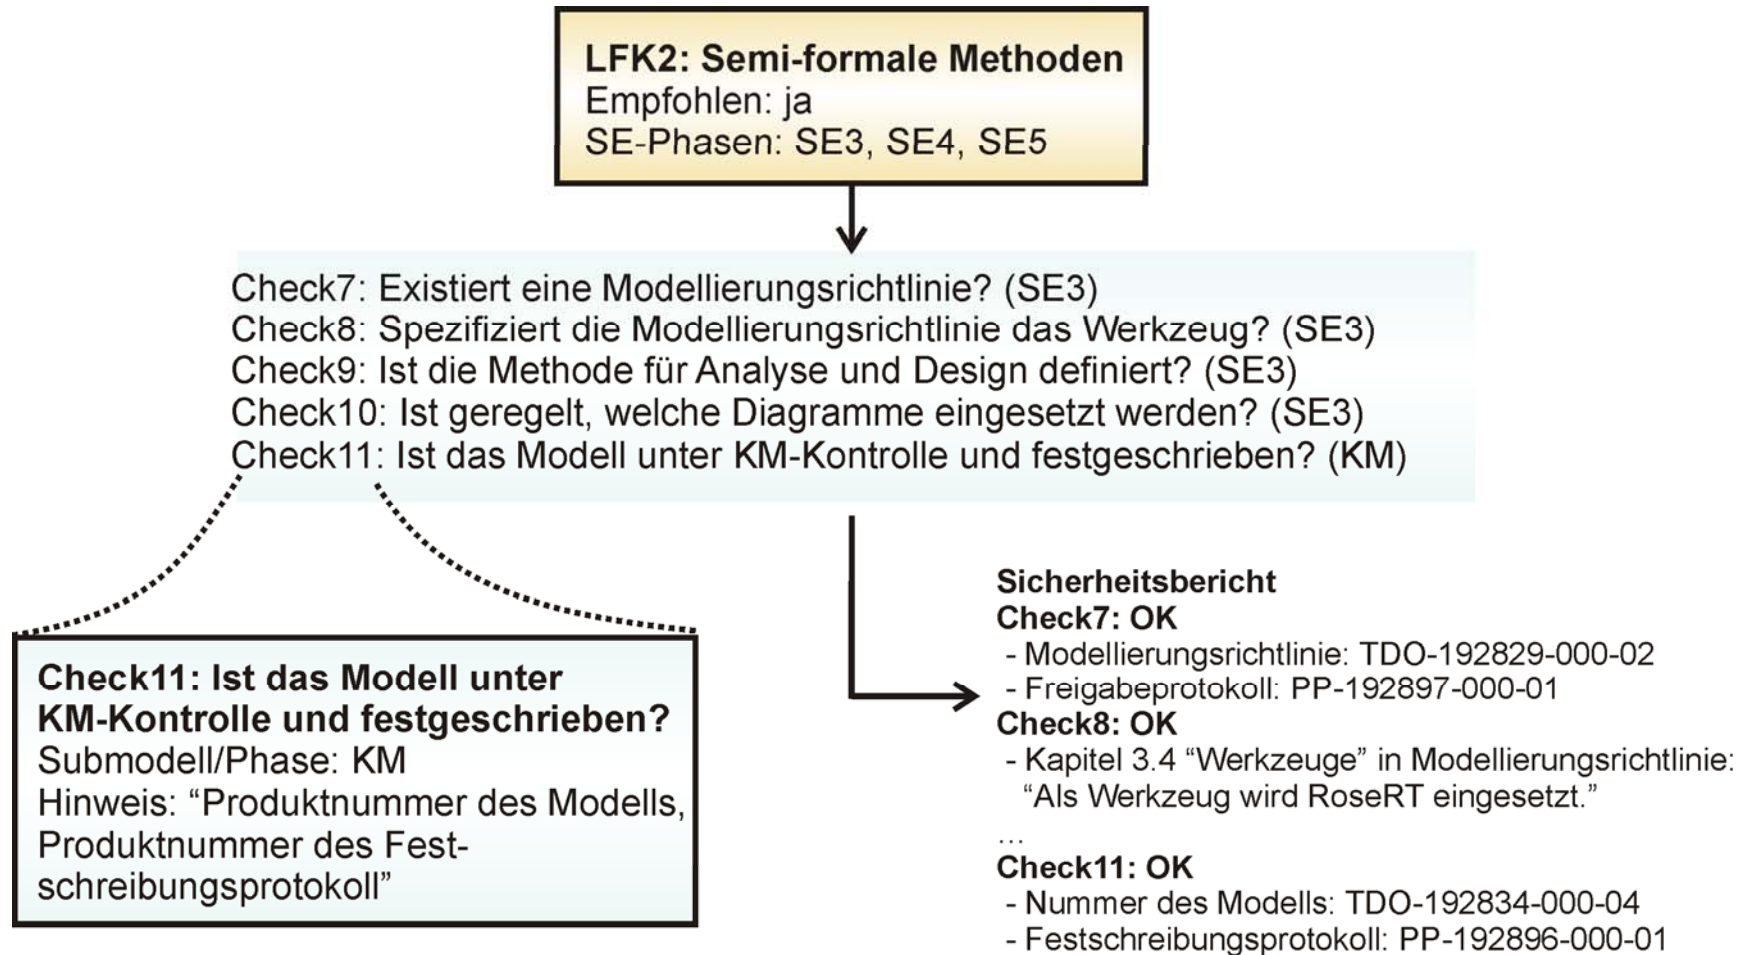 LFK2: Semi-formale Methoden
Empfohlen: ja
SE-Phasen: SE3, SE4, SE5
Check7: Existiert eine Modellierungsrichtlinie? (SE3)
Check8: Spezifiziert die Modellierungsrichtlinie das Werkzeug? (SE3)
Check9: Ist die Methode für Analyse und Design definiert? (SE3)
Check10: Ist geregelt, welche Diagramme eingesetzt werden? (SE3)
Check11: Ist das Modell unter KM-Kontrolle und festgeschrieben? (KM)
Check11: Ist das Modell unter
KM-Kontrolle und festgeschrieben?
Submodell/Phase: KM
Hinweis: “Produktnummer des Modells,
Produktnummer des Fest-
schreibungsprotokoll”
Sicherheitsbericht
Check7: OK
- Modellierungsrichtlinie: TDO-192829-000-02
- Freigabeprotokoll: PP-192897-000-01
Check8: OK
- Kapitel 3.4 “Werkzeuge” in Modellierungsrichtlinie:
“Als Werkzeug wird RoseRT eingesetzt.”
...
Check11: OK
- Nummer des Modells: TDO-192834-000-04
- Festschreibungsprotokoll: PP-192896-000-01